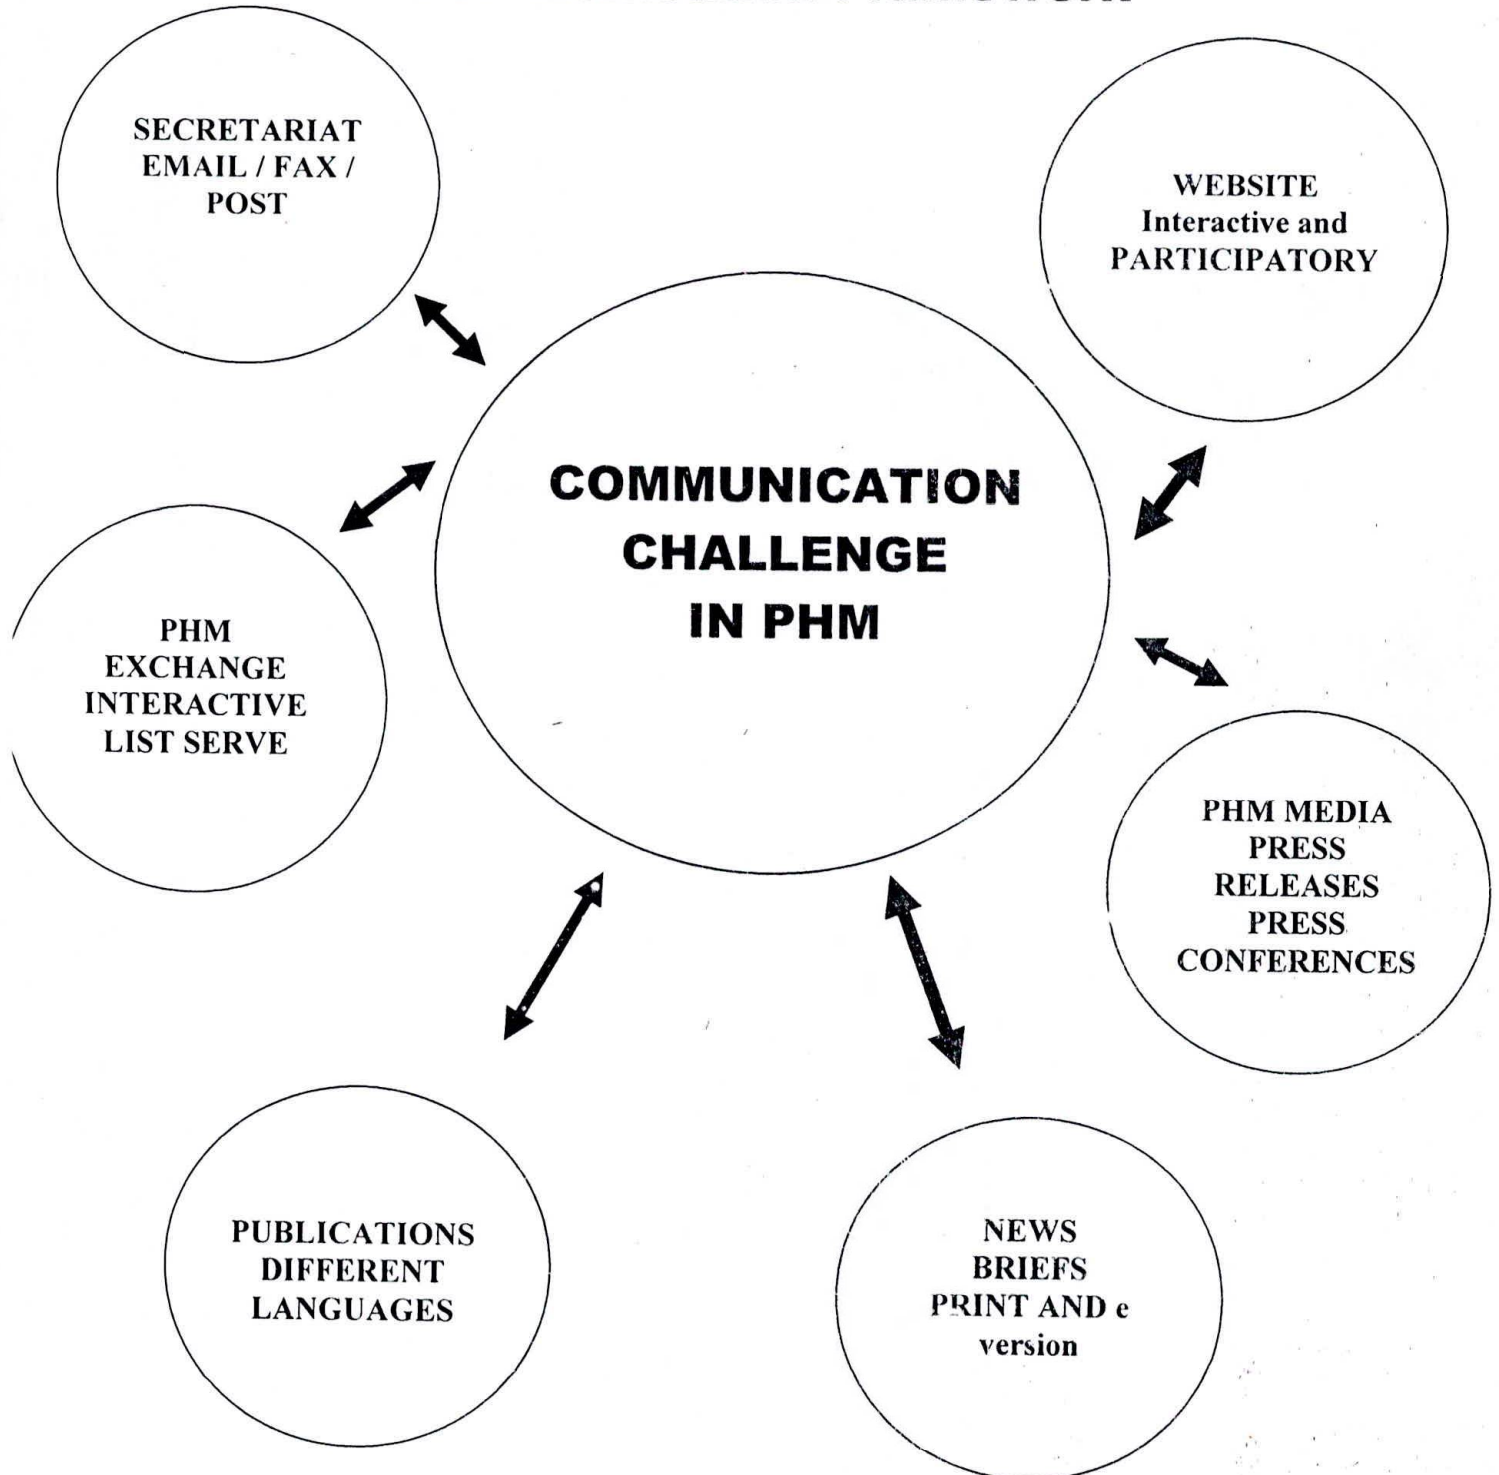 SECRETARIAT
EMAIL / FAX /
POST
WEBSITE
Interactive and
PARTICIPATORY
COMMUNICATION
CHALLENGE
IN PHM
PHM
EXCHANGE
INTERACTIVE
LIST SERVE
PHM MEDIA
PRESS
RELEASES
PRESS
CONFERENCES
PUBLICATIONS
DIFFERENT
LANGUAGES
NEWS
BRIEFS
PRINT AND e
version